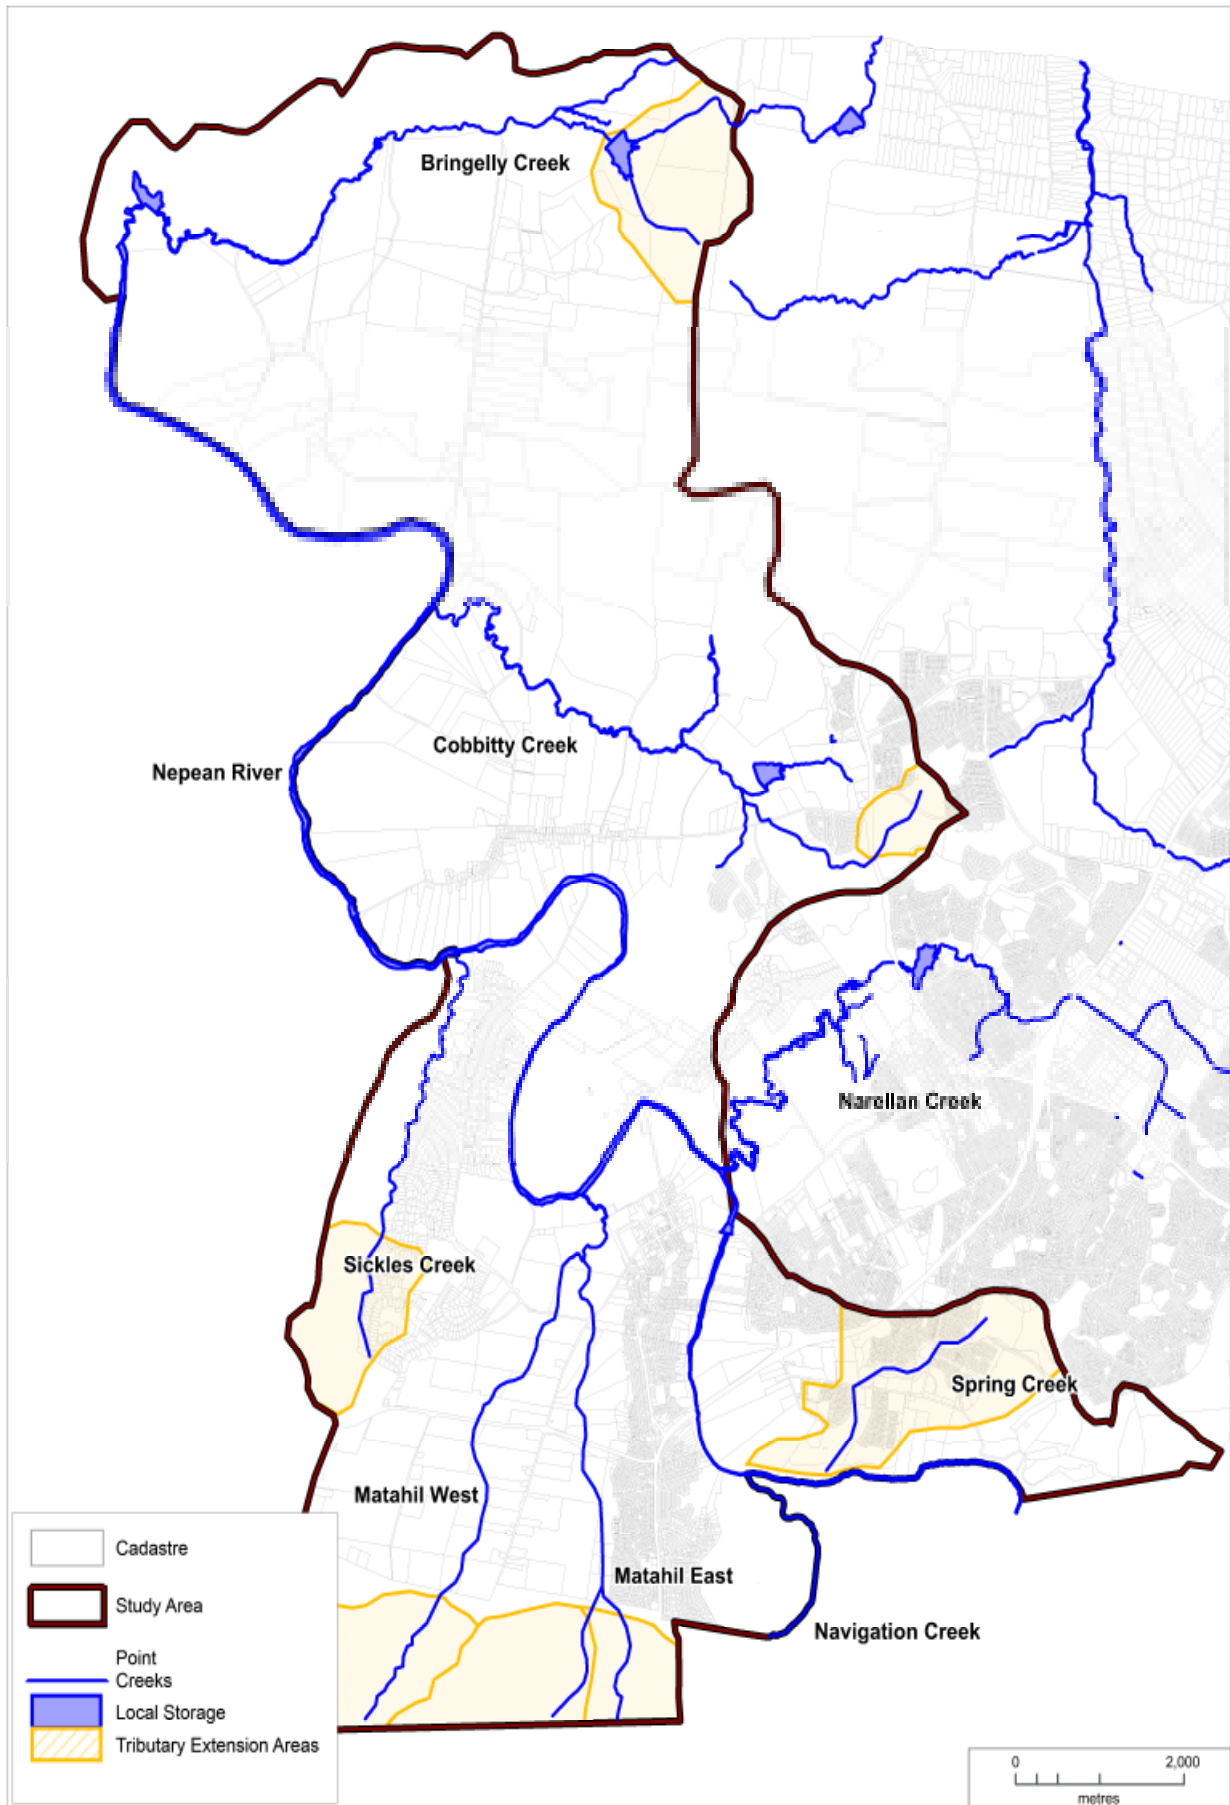 Bringelly Creek
Cobbitty Creek
Nepean River
Narellan Creek
Sickles Creek
Spring Creek
Matahil West
Matahil East
Navigation Creek
Cadastre
Study Area
Point
Creeks
Local Storage
Tributary Extension Areas
0 2,000
metres